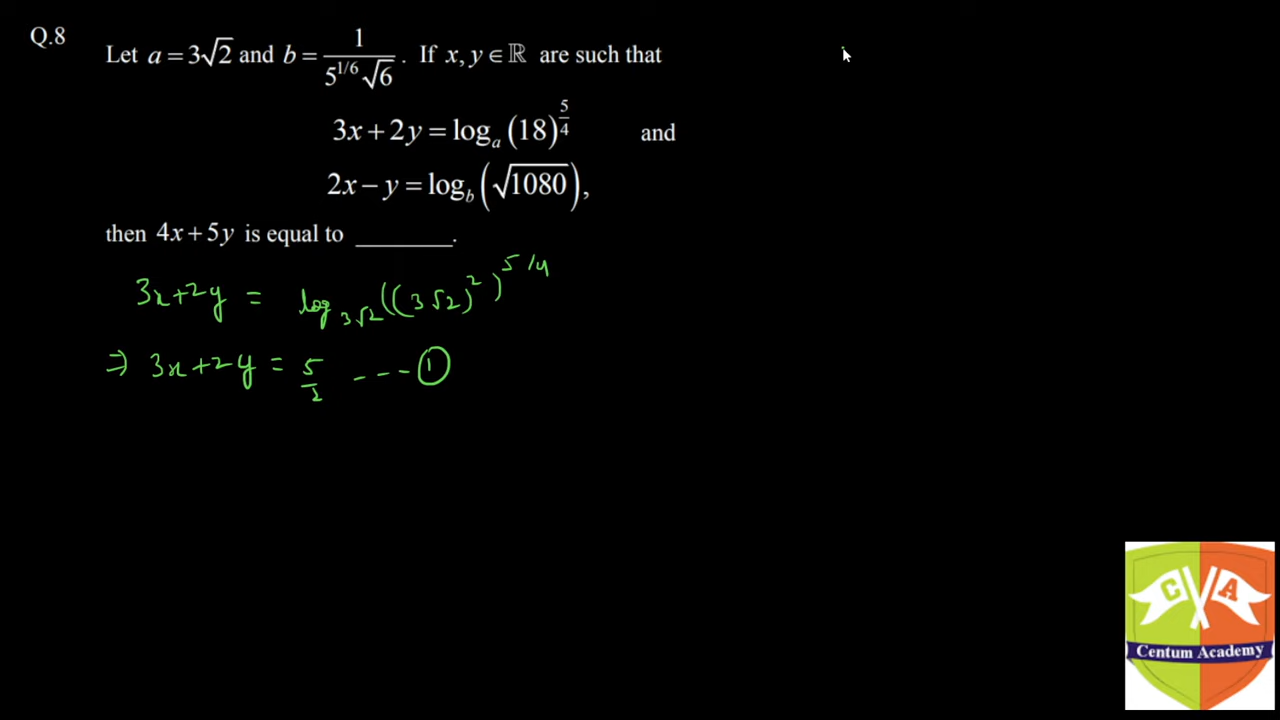 Q.8
Let a = 3√2 and b = 1/(5^{1/6}√6). If x, y ∈ ℝ are such that
3x + 2y = log_a (18)^{5/4} and
2x − y = log_b (√1080),
then 4x + 5y is equal to ________.
3x+2y = log_{3√2}((3√2)^2)^{5/4}
⇒ 3x+2y = 5/2 ---①
C A
Centum Academy